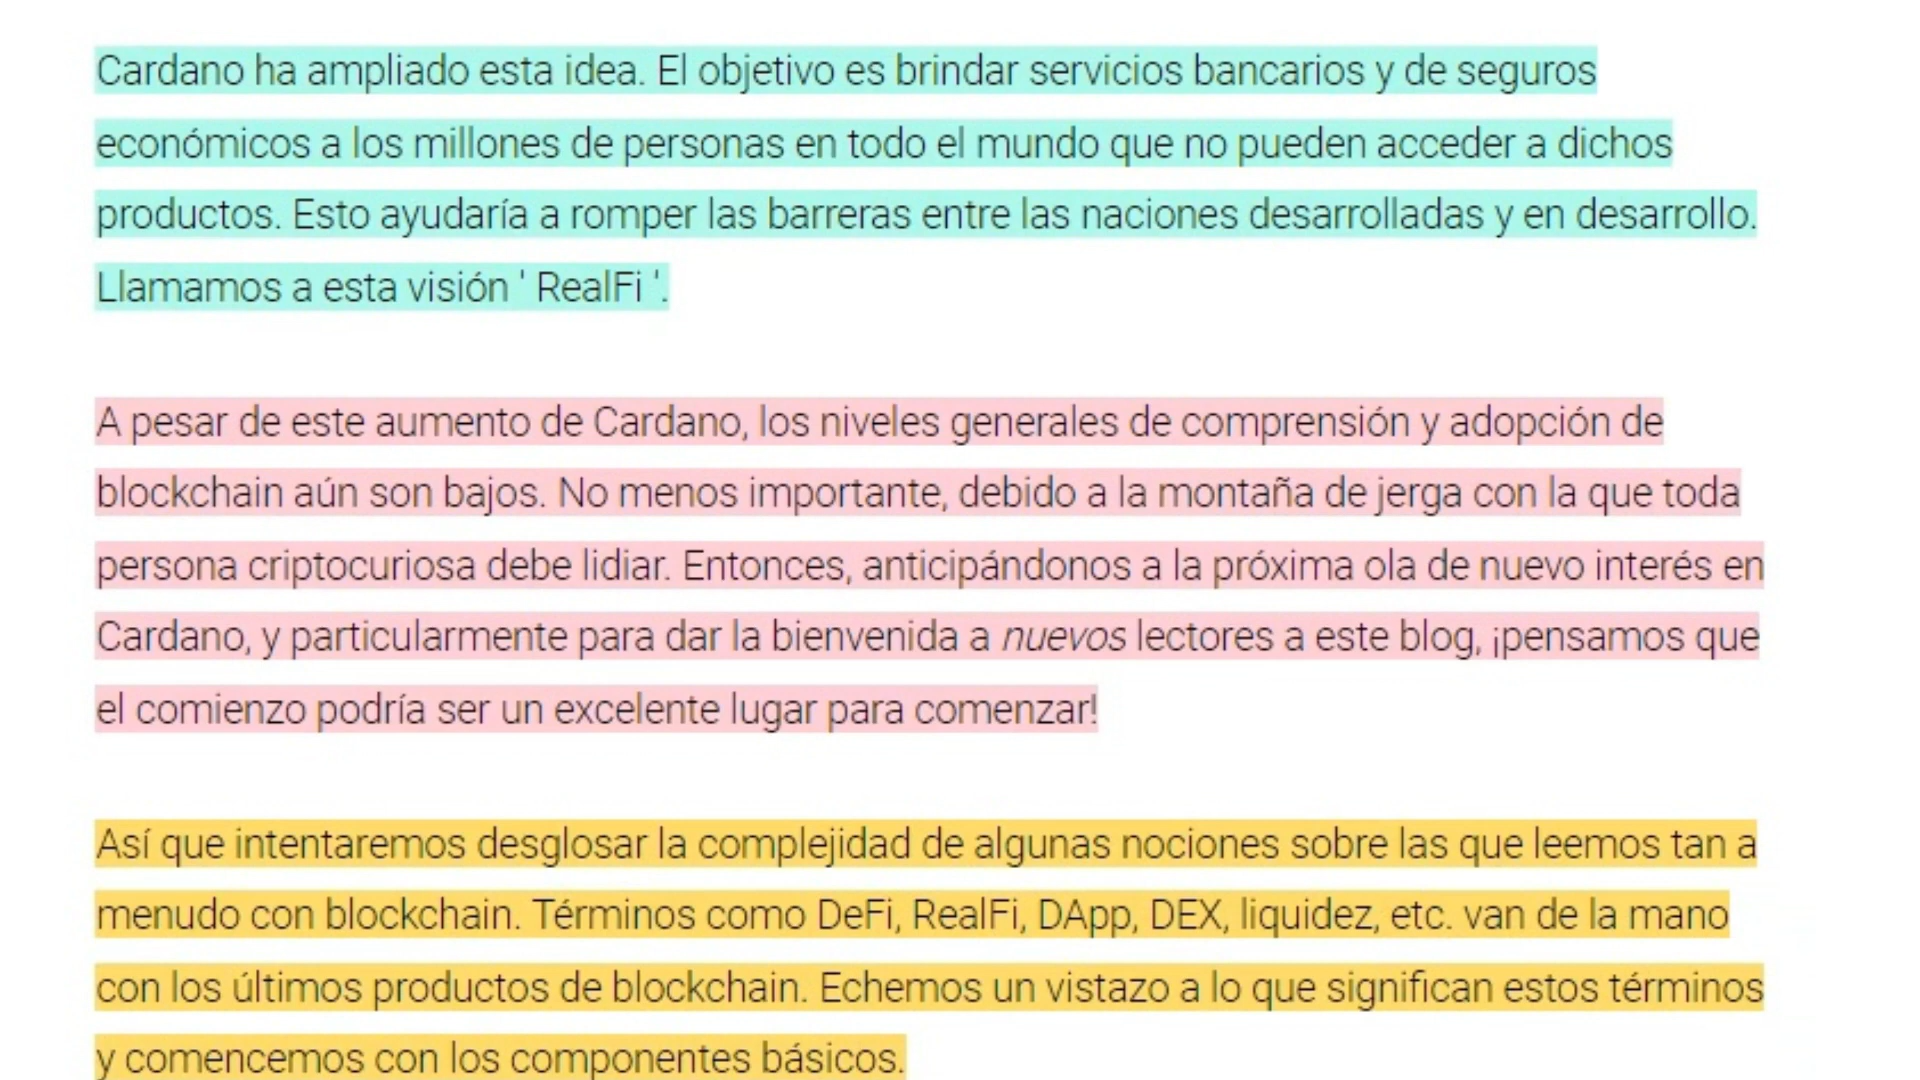 Cardano ha ampliado esta idea. El objetivo es brindar servicios bancarios y de seguros
económicos a los millones de personas en todo el mundo que no pueden acceder a dichos
productos. Esto ayudaría a romper las barreras entre las naciones desarrolladas y en desarrollo.
Llamamos a esta visión ' RealFi '.
A pesar de este aumento de Cardano, los niveles generales de comprensión y adopción de
blockchain aún son bajos. No menos importante, debido a la montaña de jerga con la que toda
persona criptocuriosa debe lidiar. Entonces, anticipándonos a la próxima ola de nuevo interés en
Cardano, y particularmente para dar la bienvenida a nuevos lectores a este blog, ¡pensamos que
el comienzo podría ser un excelente lugar para comenzar!
Así que intentaremos desglosar la complejidad de algunas nociones sobre las que leemos tan a
menudo con blockchain. Términos como DeFi, RealFi, DApp, DEX, liquidez, etc. van de la mano
con los últimos productos de blockchain. Echemos un vistazo a lo que significan estos términos
y comencemos con los componentes básicos.